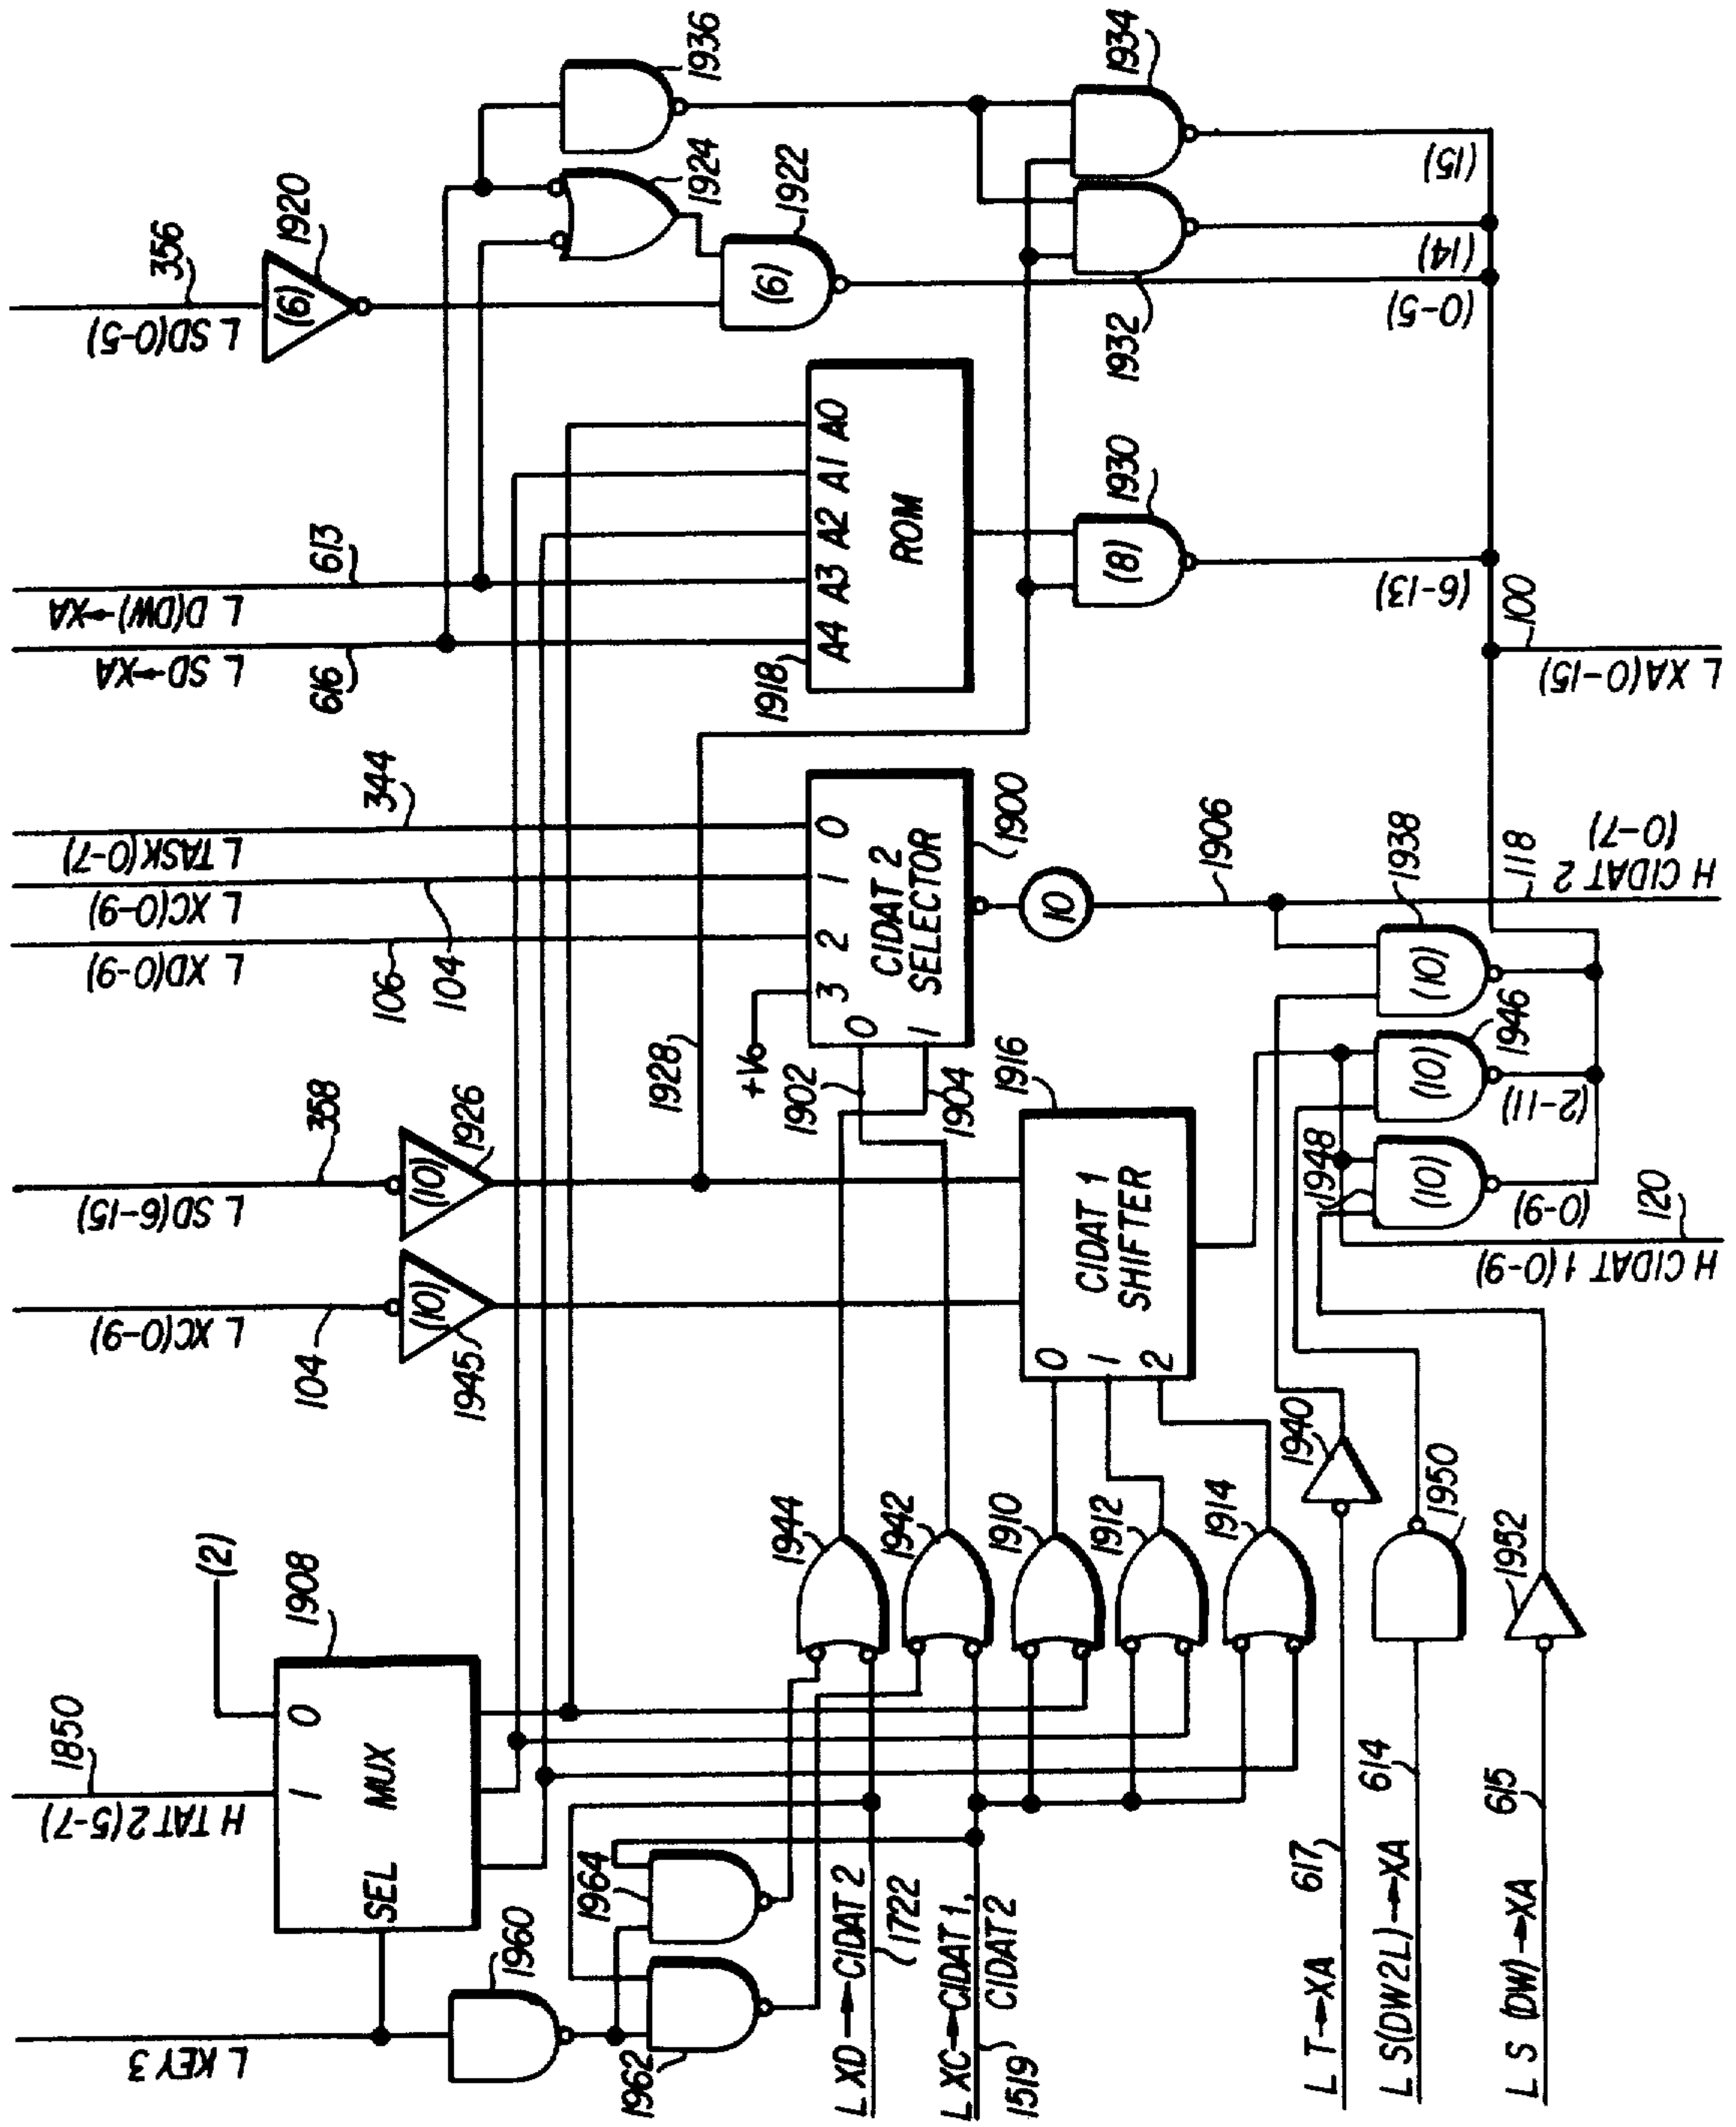 L KEY 3
H TAT 2(5-7)
1850
(2)
SEL
1
0
MUX
1908
1960
1962
1964
L XC(0-9)
104
(10)
1945
L SD(6-15)
358
(10)
1926
L XD(0-9)
106
L XC(0-9)
104
L TASK(0-7)
344
L SD→XA
616
L D(DW)→XA
613
L SD(0-5)
356
(6)
1920
1936
1924
(6)
1922
1918
A4 A3 A2 A1 A0
ROM
1928
+V
3 2 1 0
0
1
CIDAT 2
SELECTOR
1900
1902
1904
10
1906
1916
0
1
2
CIDAT 1
SHIFTER
1944
1942
1910
1912
1914
L XD→CIDAT 2
1722
L XC→CIDAT 1,
CIDAT 2
1519
(8)
1930
1932
1934
(15)
(14)
(0-5)
(6-13)
(10)
1938
(10)
1946
(2-11)
(10)
1948
(0-9)
1940
1950
1952
L T→XA
617
L S(DW2L)→XA
614
L S (DW)→XA
615
H CIDAT 1 (0-9)
120
H CIDAT 2
(0-7)
118
L XA(0-15)
100